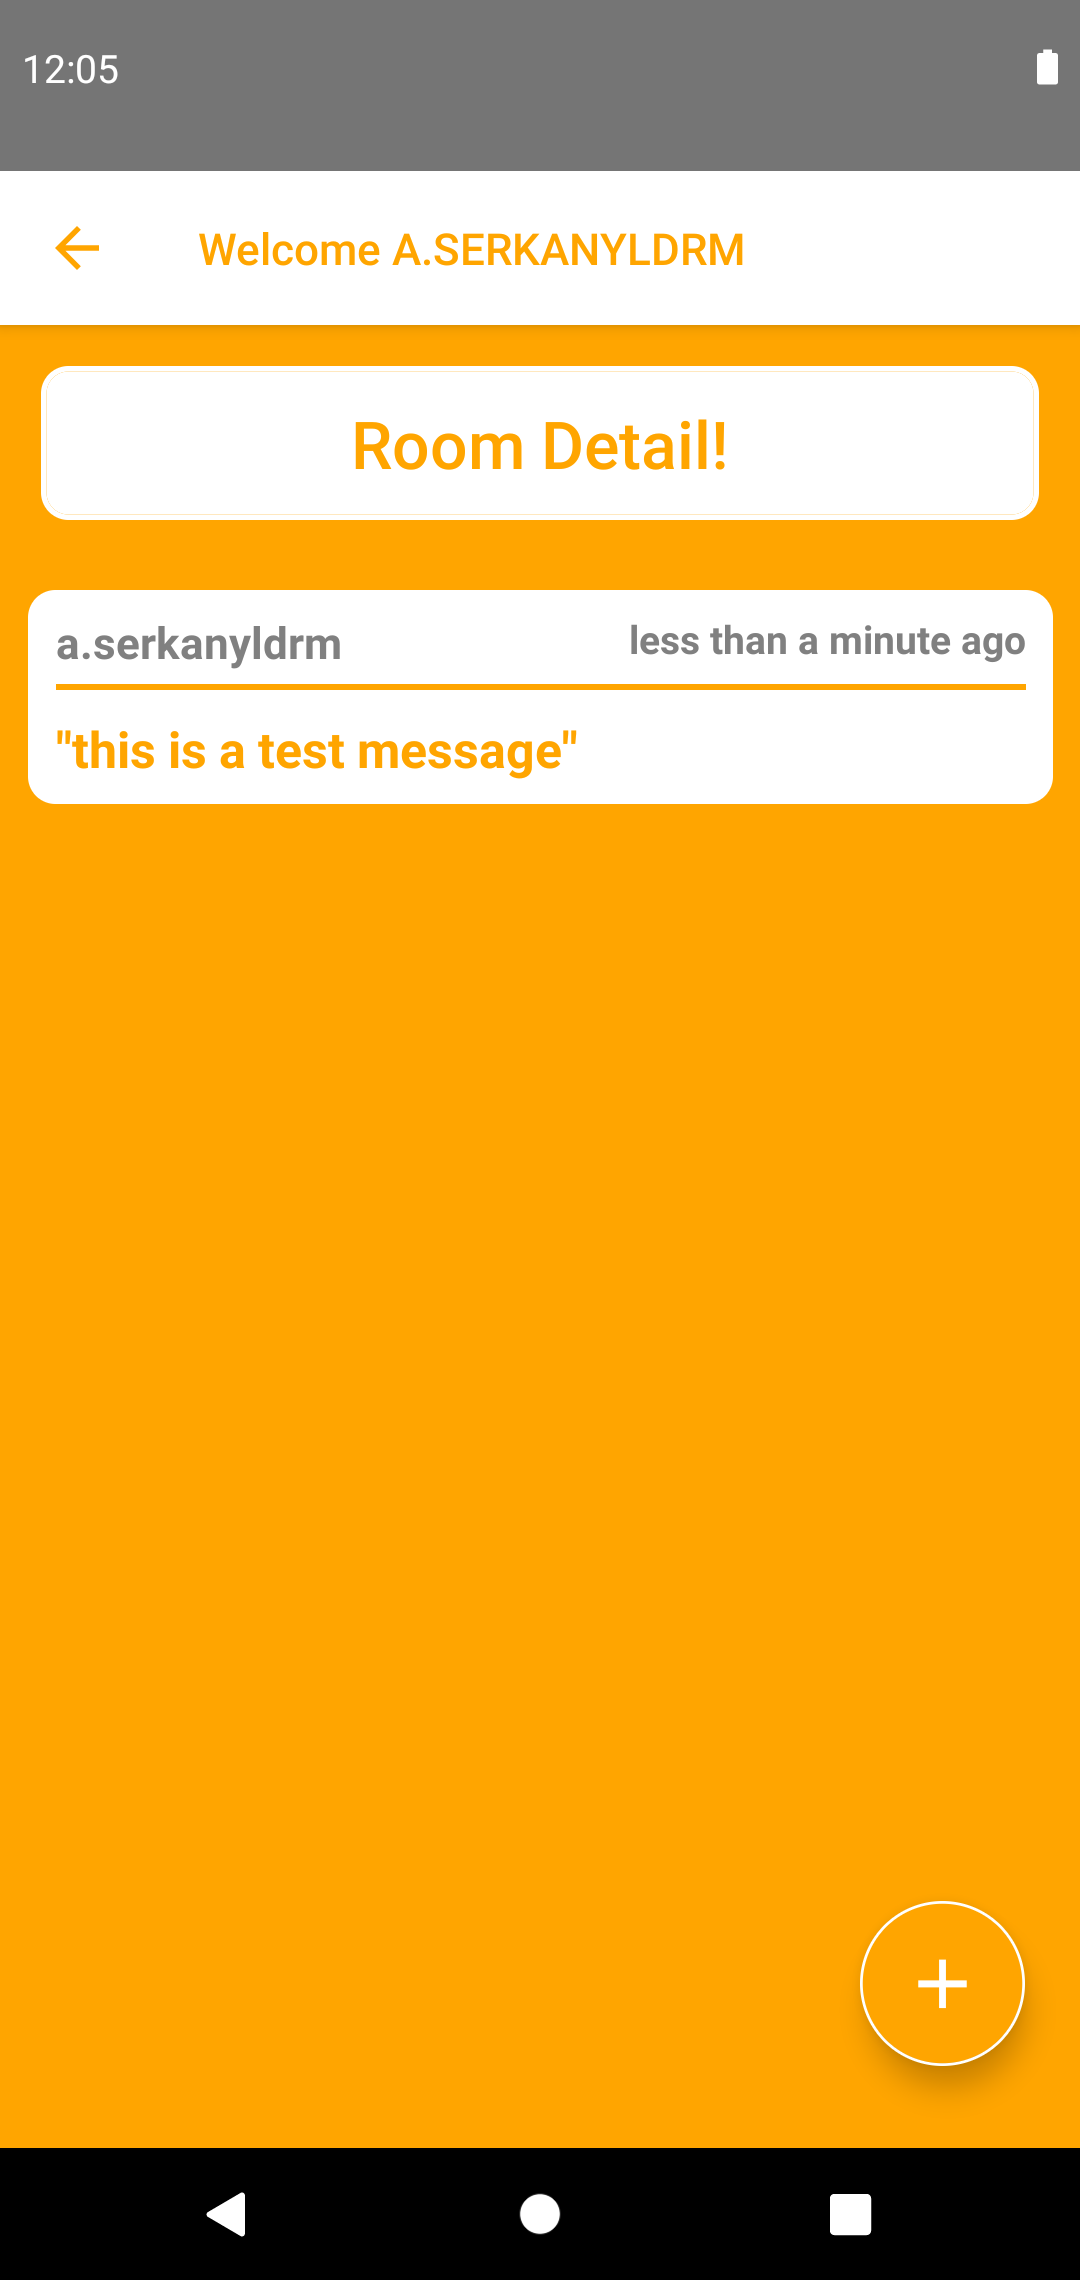 12:05
Welcome A.SERKANYLDRM
Room Detail!
a.serkanyldrm less than a minute ago
"this is a test message"